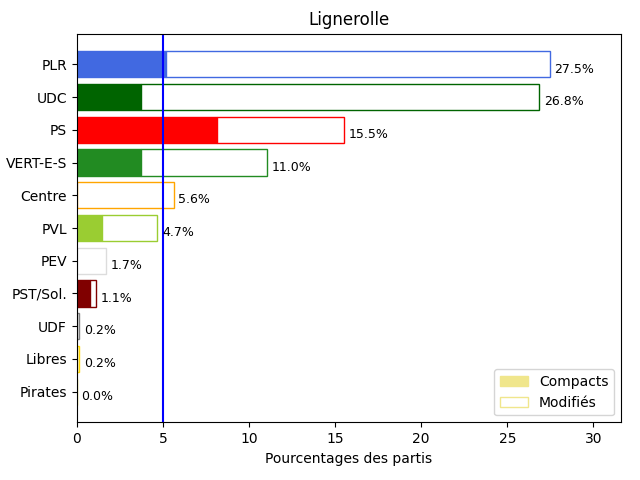 Lignerolle
PLR 27.5%
UDC 26.8%
PS 15.5%
VERT-E-S 11.0%
Centre 5.6%
PVL 4.7%
PEV 1.7%
PST/Sol. 1.1%
UDF 0.2%
Libres 0.2%
Pirates 0.0%
Compacts
Modifiés
0 5 10 15 20 25 30
Pourcentages des partis